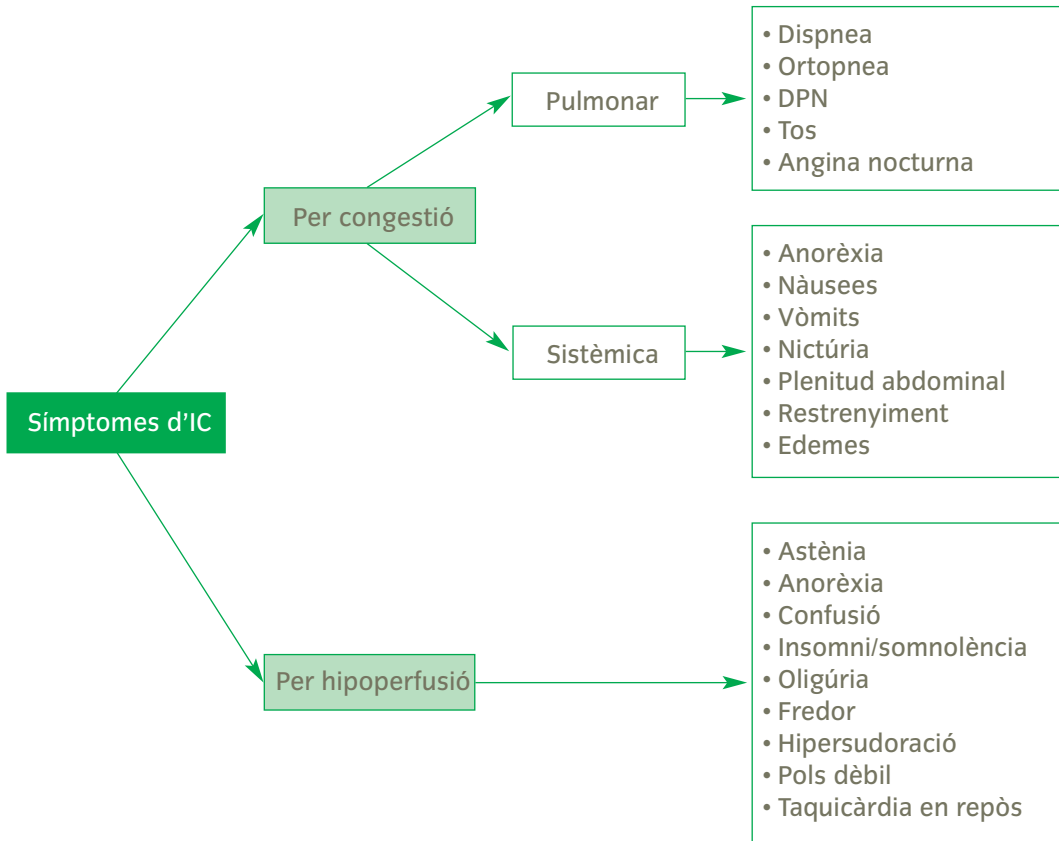 Símptomes d’IC
Per congestió
Pulmonar
• Dispnea
• Ortopnea
• DPN
• Tos
• Angina nocturna
Sistèmica
• Anorèxia
• Nàusees
• Vòmits
• Nictúria
• Plenitud abdominal
• Restrenyiment
• Edemes
Per hipoperfusió
• Astènia
• Anorèxia
• Confusió
• Insomni/somnolència
• Oligúria
• Fredor
• Hipersudoració
• Pols dèbil
• Taquicàrdia en repòs